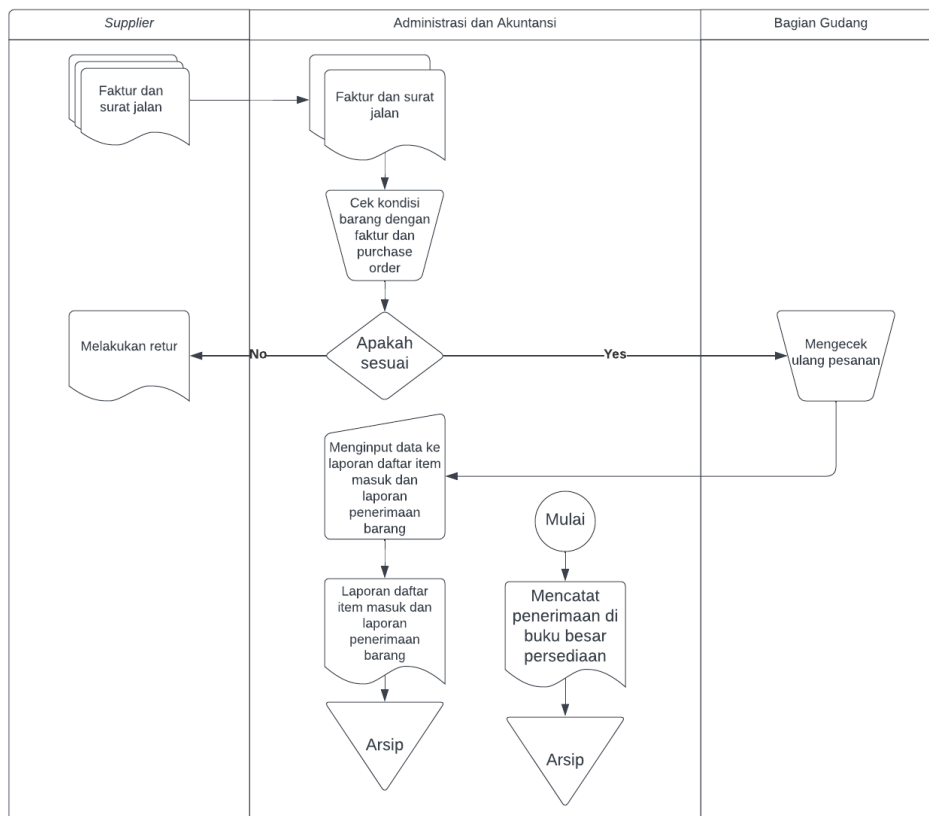 Supplier
Administrasi dan Akuntansi
Bagian Gudang
Faktur dan
surat jalan
Faktur dan surat
jalan
Cek kondisi
barang dengan
faktur dan
purchase
order
Melakukan retur
No
Apakah
sesuai
Yes
Mengecek
ulang pesanan
Menginput data ke
laporan daftar item
masuk dan
laporan
penerimaan
barang
Mulai
Laporan daftar
item masuk dan
laporan
penerimaan
barang
Mencatat
penerimaan di
buku besar
persediaan
Arsip
Arsip